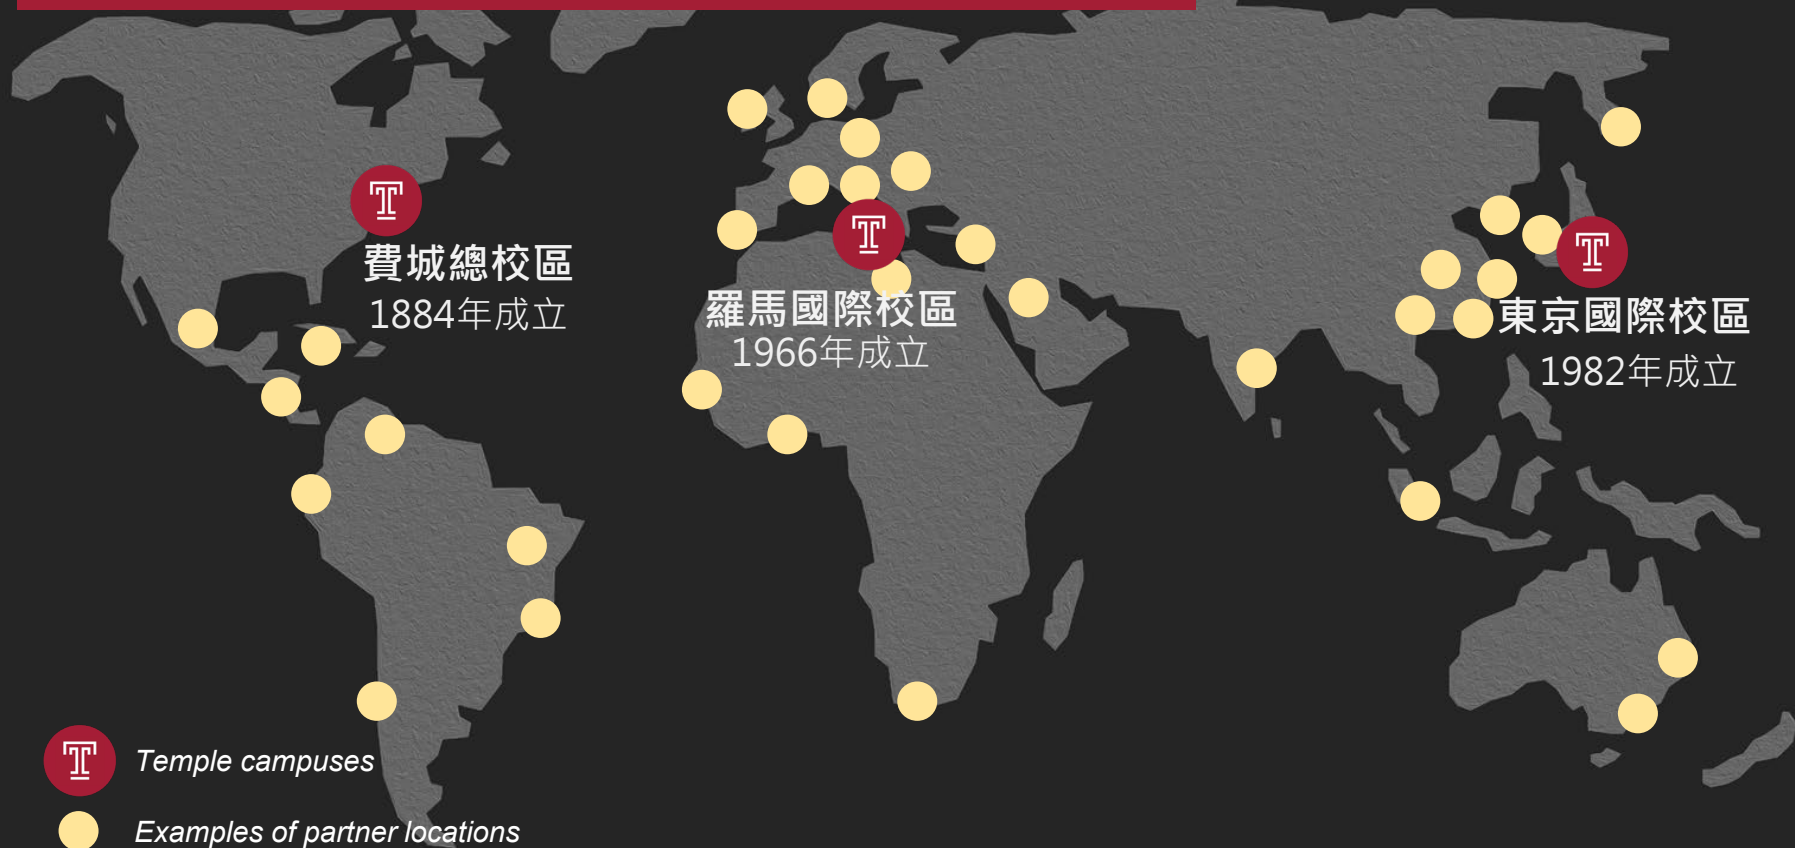 費城總校區
1884年成立
羅馬國際校區
1966年成立
東京國際校區
1982年成立
Temple campuses
Examples of partner locations